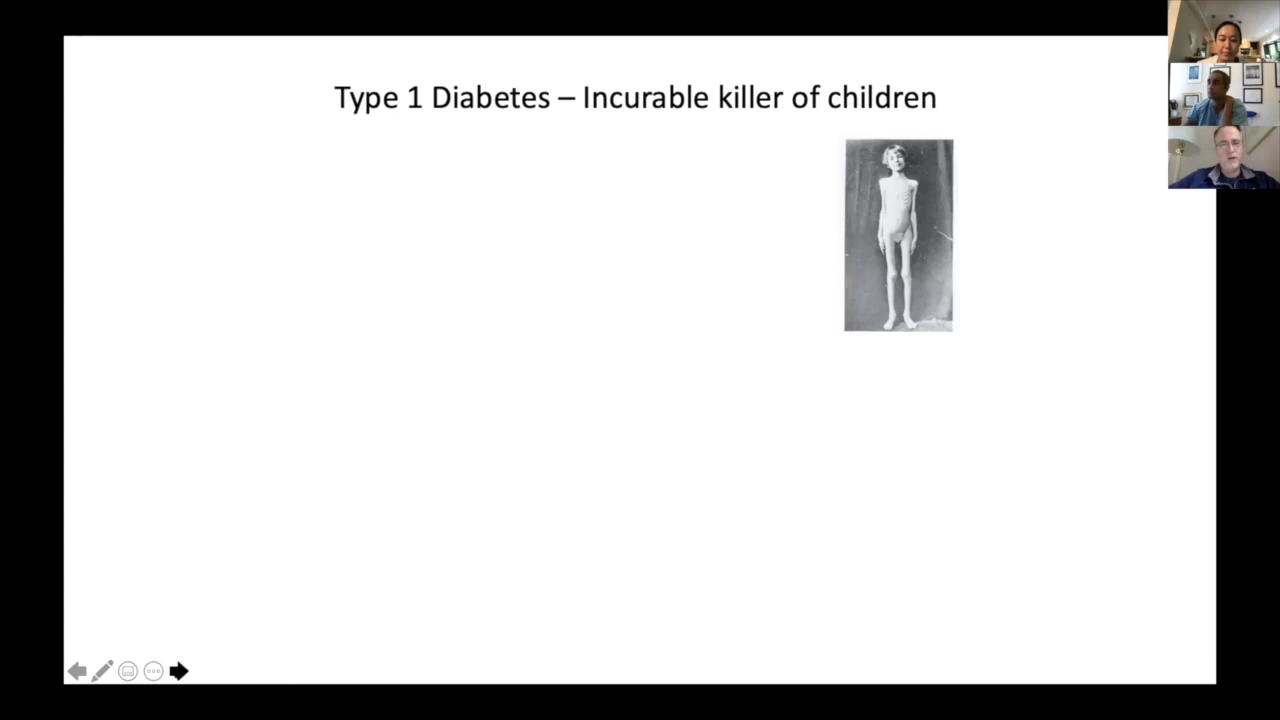 Type 1 Diabetes – Incurable killer of children